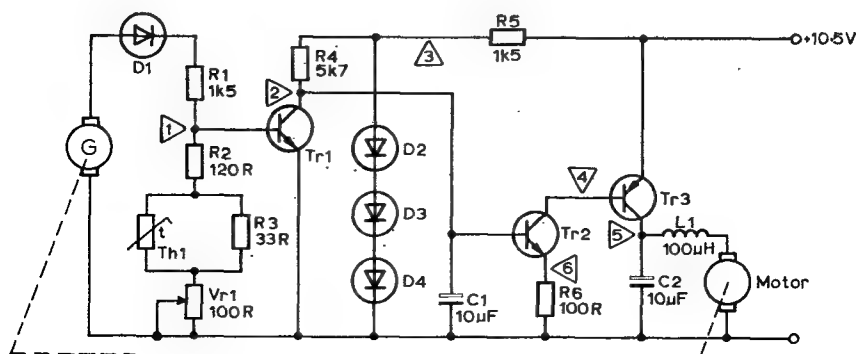 R5
1k5
+10·5V
D1
R4
5k7
3
R1
1k5
2
1
G
R2
120R
Tr1
D2
4
Tr3
t
Th1
R3
33R
D3
Tr2
5
L1
100µH
6
Vr1
100R
D4
C1
10µF
R6
100R
C2
10µF
Motor